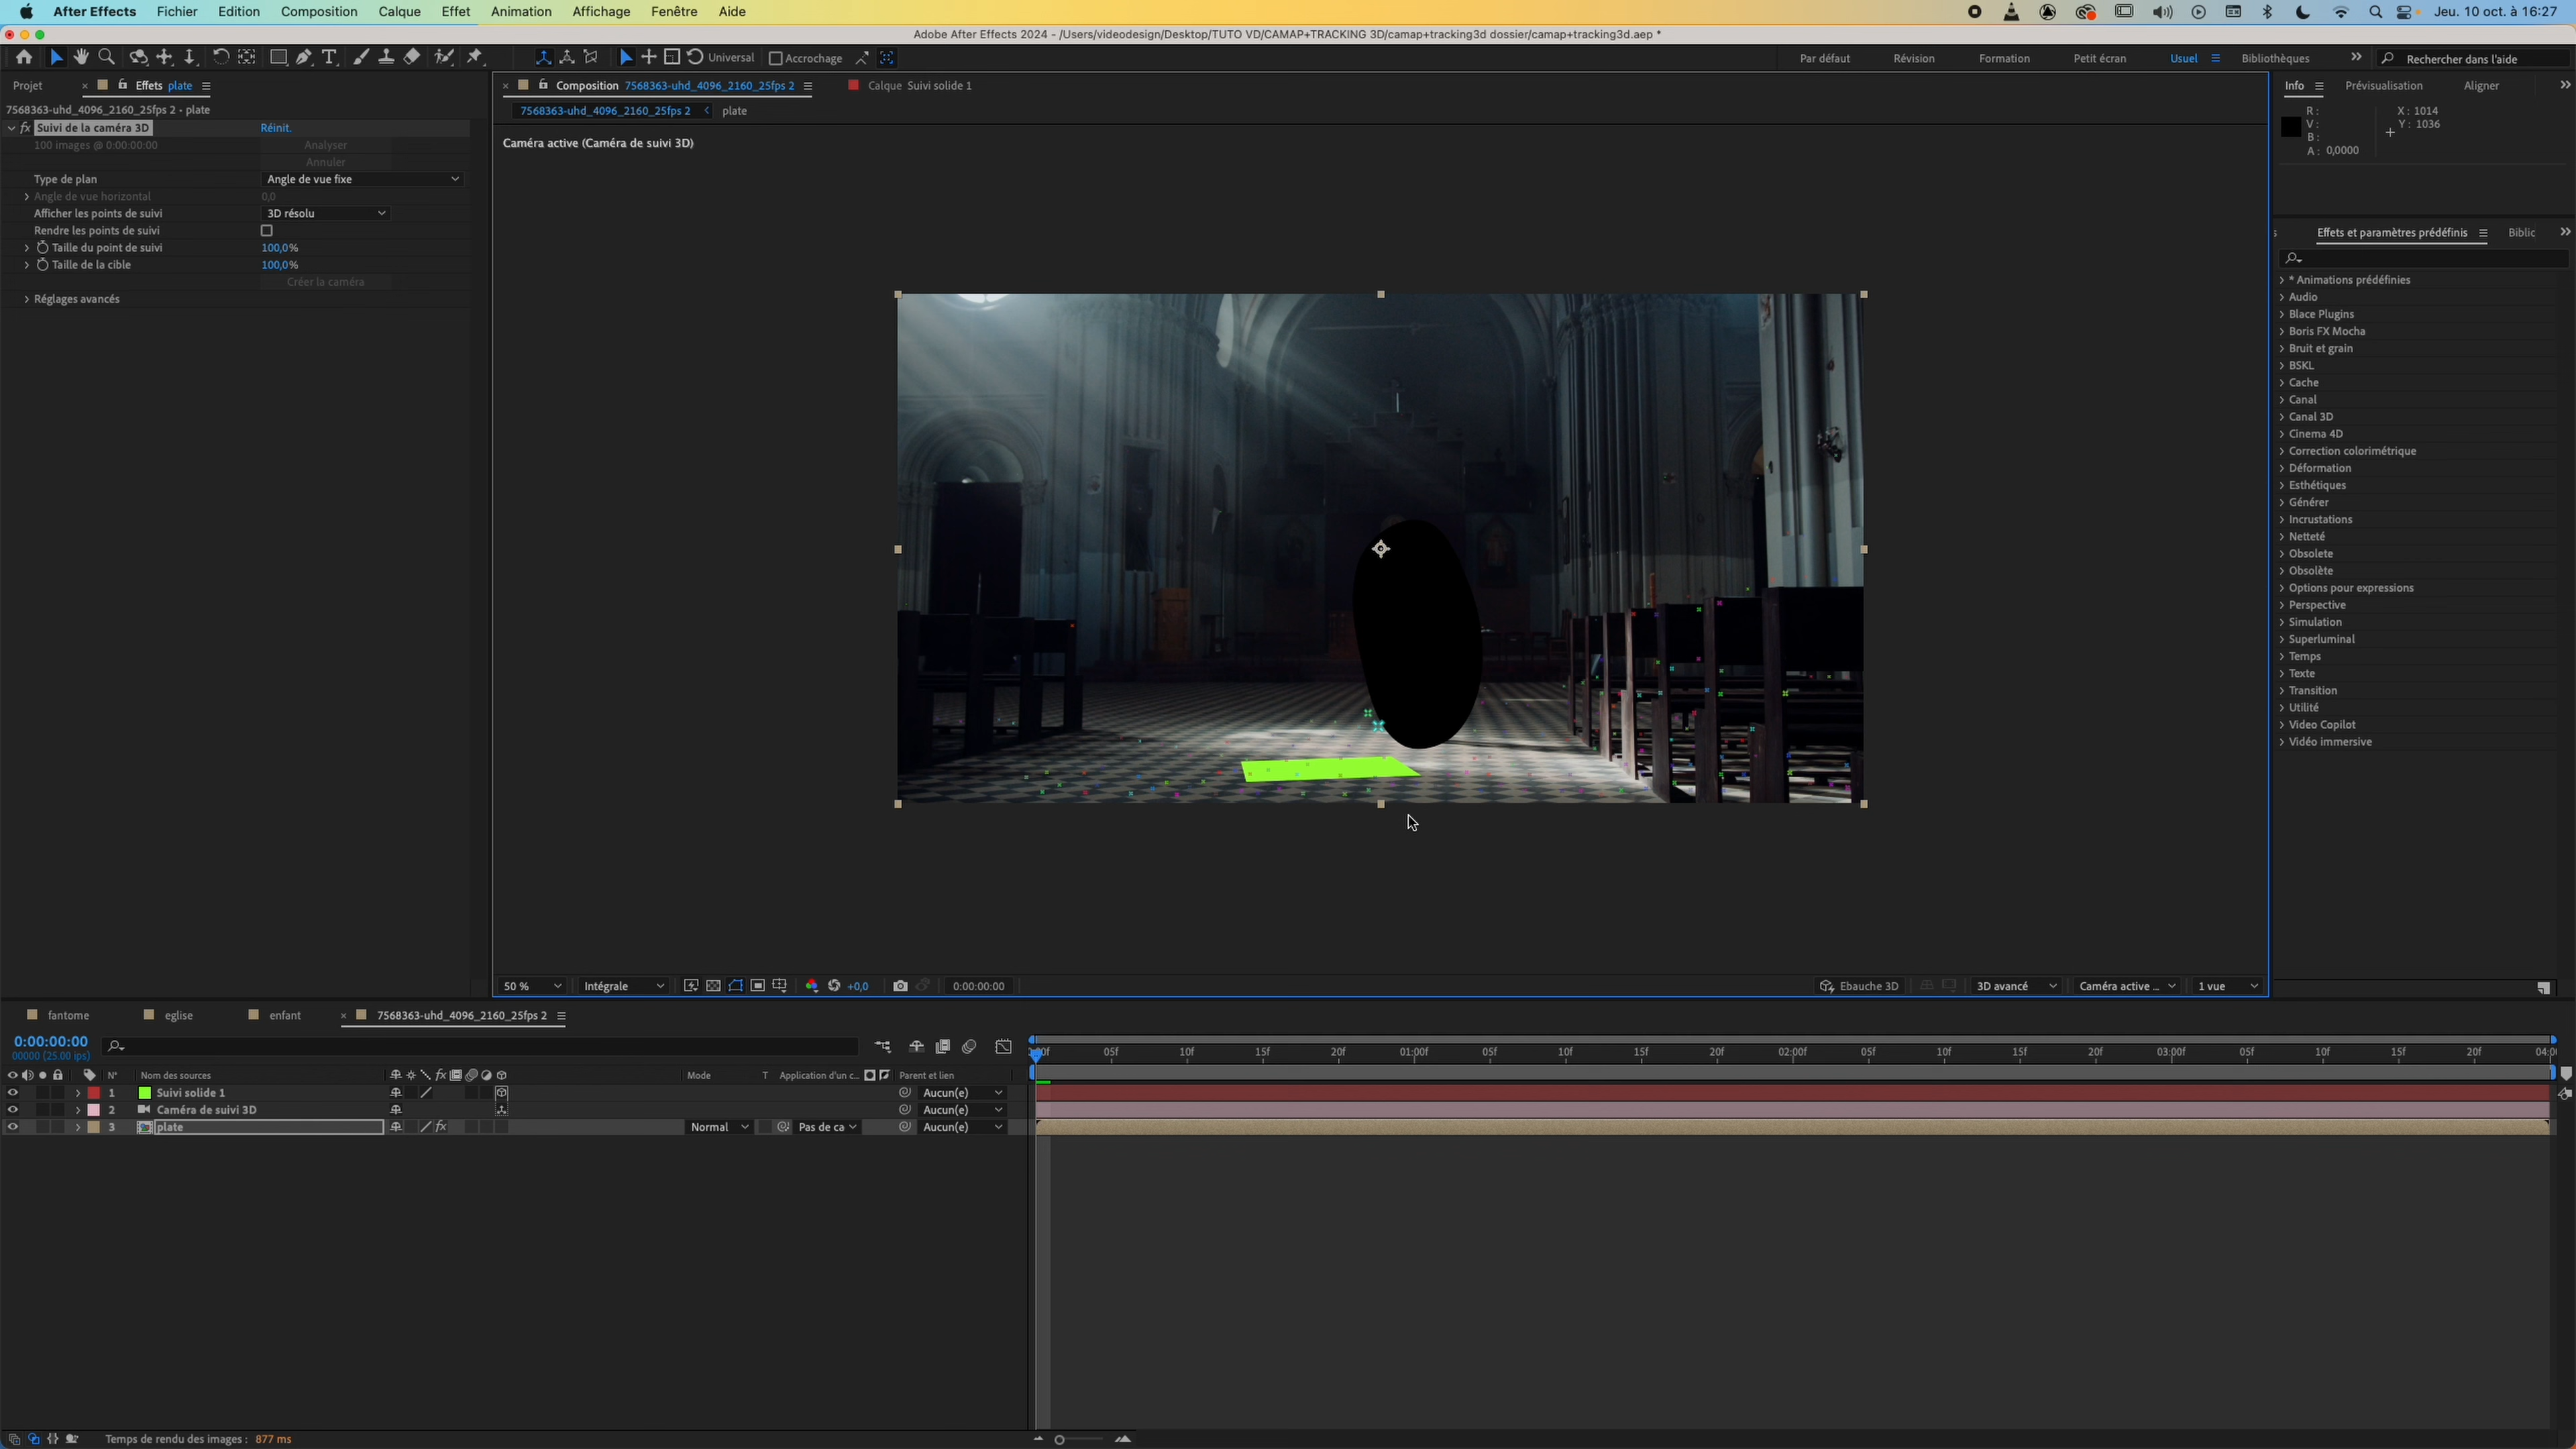 After Effects Fichier Edition Composition Calque Effet Animation Affichage Fenêtre Aide Jeu. 10 oct. à 16:27
Adobe After Effects 2024 - /Users/videodesign/Desktop/TUTO VD/CAMAP+TRACKING 3D/camap+tracking3d dossier/camap+tracking3d.aep *
Universal Accrochage Par défaut Révision Formation Petit écran Usuel Bibliothèques Rechercher dans l'aide
Projet Effets plate
7568363-uhd_4096_2160_25fps 2 • plate
fx Suivi de la caméra 3D Réinit.
100 images @ 0:00:00:00 Analyser
Annuler
Type de plan Angle de vue fixe
Angle de vue horizontal 0,0
Afficher les points de suivi 3D résolu
Rendre les points de suivi
Taille du point de suivi 100,0%
Taille de la cible 100,0%
Créer la caméra
Réglages avancés
Composition 7568363-uhd_4096_2160_25fps 2 Calque Suivi solide 1
7568363-uhd_4096_2160_25fps 2 plate
Caméra active (Caméra de suivi 3D)
50 % Intégrale +0,0 0:00:00:00 Ebauche 3D 3D avancé Caméra active ... 1 vue
Info Prévisualisation Aligner
R :
V :
B :
A : 0,0000
X : 1014
Y : 1036
s Effets et paramètres prédéfinis Biblic
* Animations prédéfinies
Audio
Blace Plugins
Boris FX Mocha
Bruit et grain
BSKL
Cache
Canal
Canal 3D
Cinema 4D
Correction colorimétrique
Déformation
Esthétiques
Générer
Incrustations
Netteté
Obsolete
Obsolète
Options pour expressions
Perspective
Simulation
Superluminal
Temps
Texte
Transition
Utilité
Video Copilot
Vidéo immersive
fantome eglise enfant 7568363-uhd_4096_2160_25fps 2
0:00:00:00
00000 (25.00 ips)
05f 10f 15f 20f 01:00f 05f 10f 15f 20f 02:00f 05f 10f 15f 20f 03:00f 05f 10f 15f 20f 04:0
N° Nom des sources fx Mode T Application d'un c... Parent et lien
1 Suivi solide 1 Aucun(e)
2 Caméra de suivi 3D Aucun(e)
3 plate fx Normal Pas de ca Aucun(e)
Temps de rendu des images : 877 ms